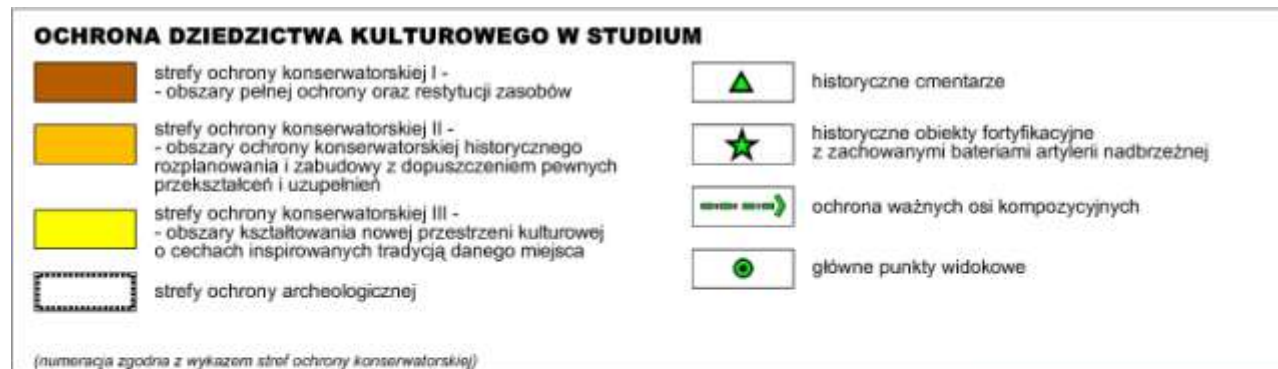 OCHRONA DZIEDZICTWA KULTUROWEGO W STUDIUM
strefy ochrony konserwatorskiej I -
- obszary pełnej ochrony oraz restytucji zasobów
strefy ochrony konserwatorskiej II -
- obszary ochrony konserwatorskiej historycznego
rozplanowania i zabudowy z dopuszczeniem pewnych
przekształceń i uzupełnień
strefy ochrony konserwatorskiej III -
- obszary kształtowania nowej przestrzeni kulturowej
o cechach inspirowanych tradycją danego miejsca
strefy ochrony archeologicznej
(numeracja zgodna z wykazem stref ochrony konserwatorskiej)
historyczne cmentarze
historyczne obiekty fortyfikacyjne
z zachowanymi bateriami artylerii nadbrzeżnej
ochrona ważnych osi kompozycyjnych
główne punkty widokowe